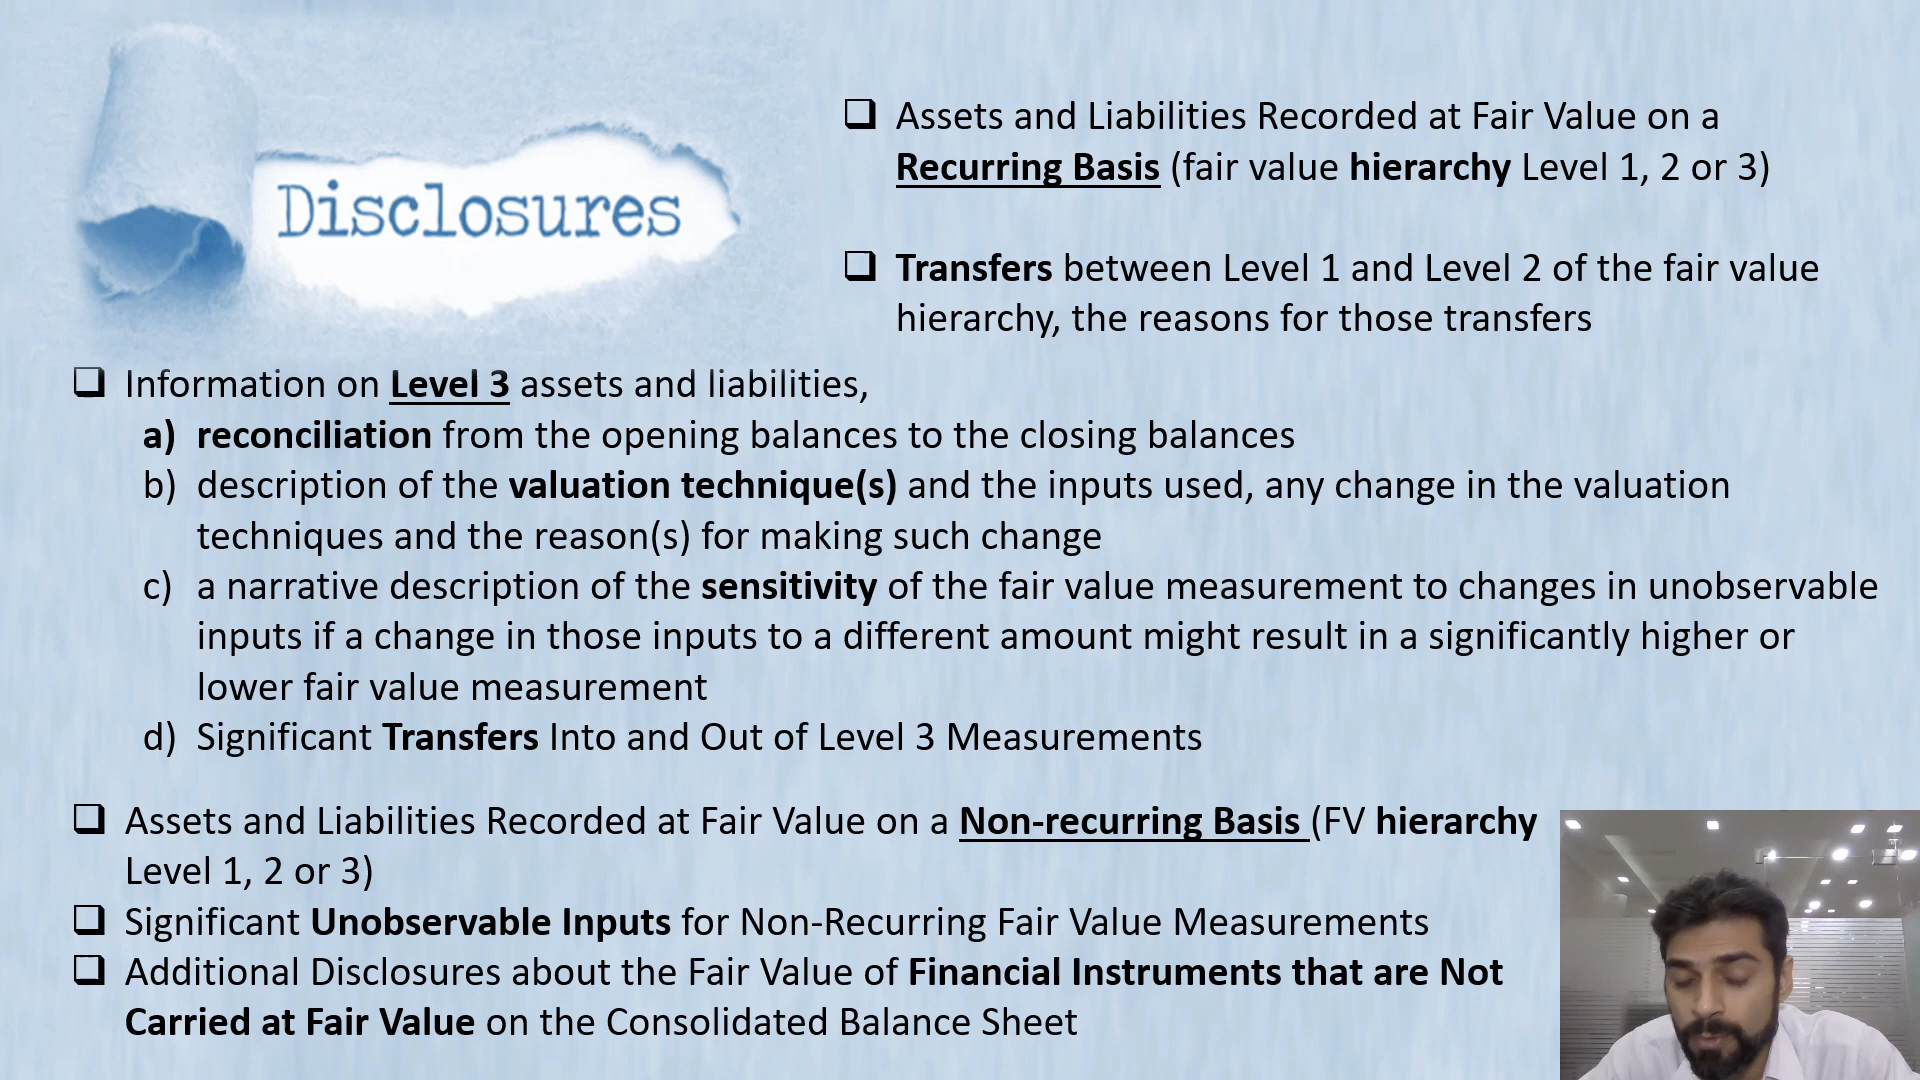 Disclosures
❑ Assets and Liabilities Recorded at Fair Value on a
Recurring Basis (fair value hierarchy Level 1, 2 or 3)
❑ Transfers between Level 1 and Level 2 of the fair value
hierarchy, the reasons for those transfers
❑ Information on Level 3 assets and liabilities,
a) reconciliation from the opening balances to the closing balances
b) description of the valuation technique(s) and the inputs used, any change in the valuation
techniques and the reason(s) for making such change
c) a narrative description of the sensitivity of the fair value measurement to changes in unobservable
inputs if a change in those inputs to a different amount might result in a significantly higher or
lower fair value measurement
d) Significant Transfers Into and Out of Level 3 Measurements
❑ Assets and Liabilities Recorded at Fair Value on a Non-recurring Basis (FV hierarchy
Level 1, 2 or 3)
❑ Significant Unobservable Inputs for Non-Recurring Fair Value Measurements
❑ Additional Disclosures about the Fair Value of Financial Instruments that are Not
Carried at Fair Value on the Consolidated Balance Sheet